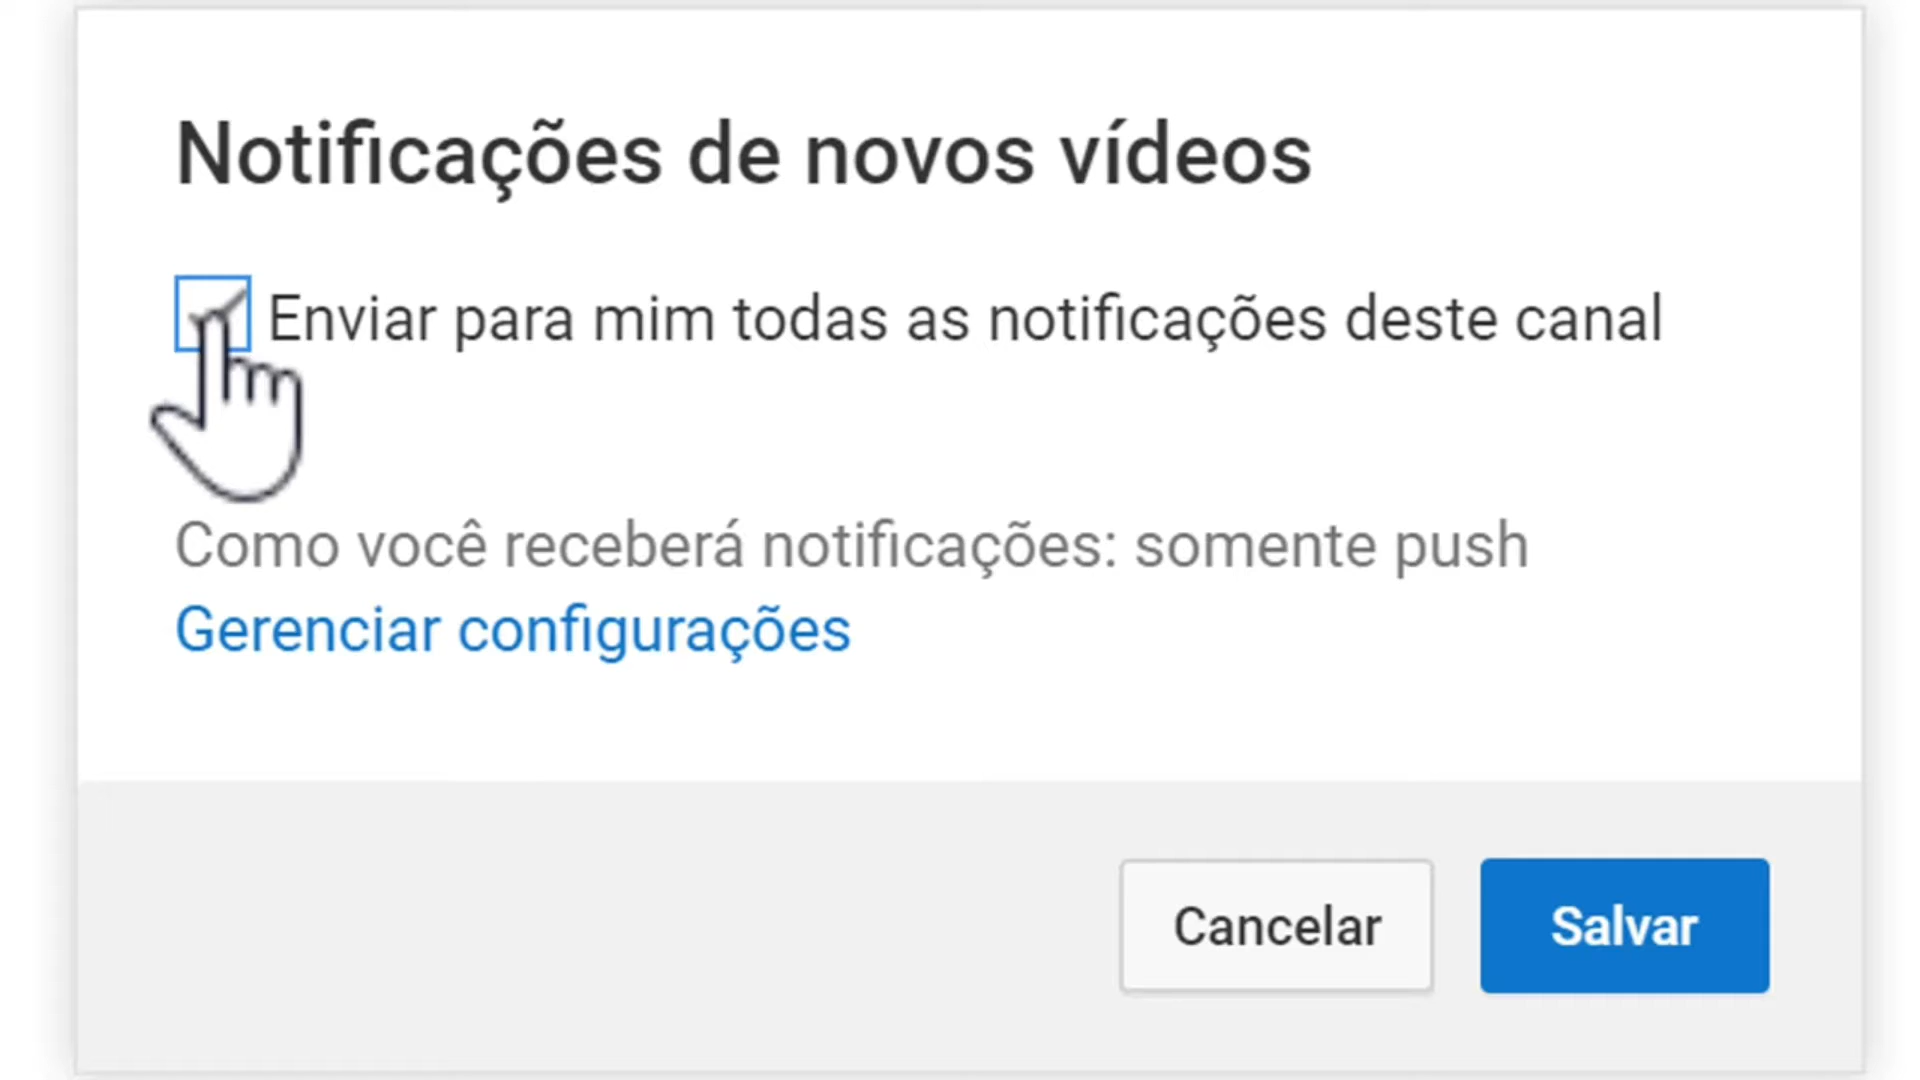 Notificações de novos vídeos
Enviar para mim todas as notificações deste canal
Como você receberá notificações: somente push
Gerenciar configurações
Cancelar
Salvar